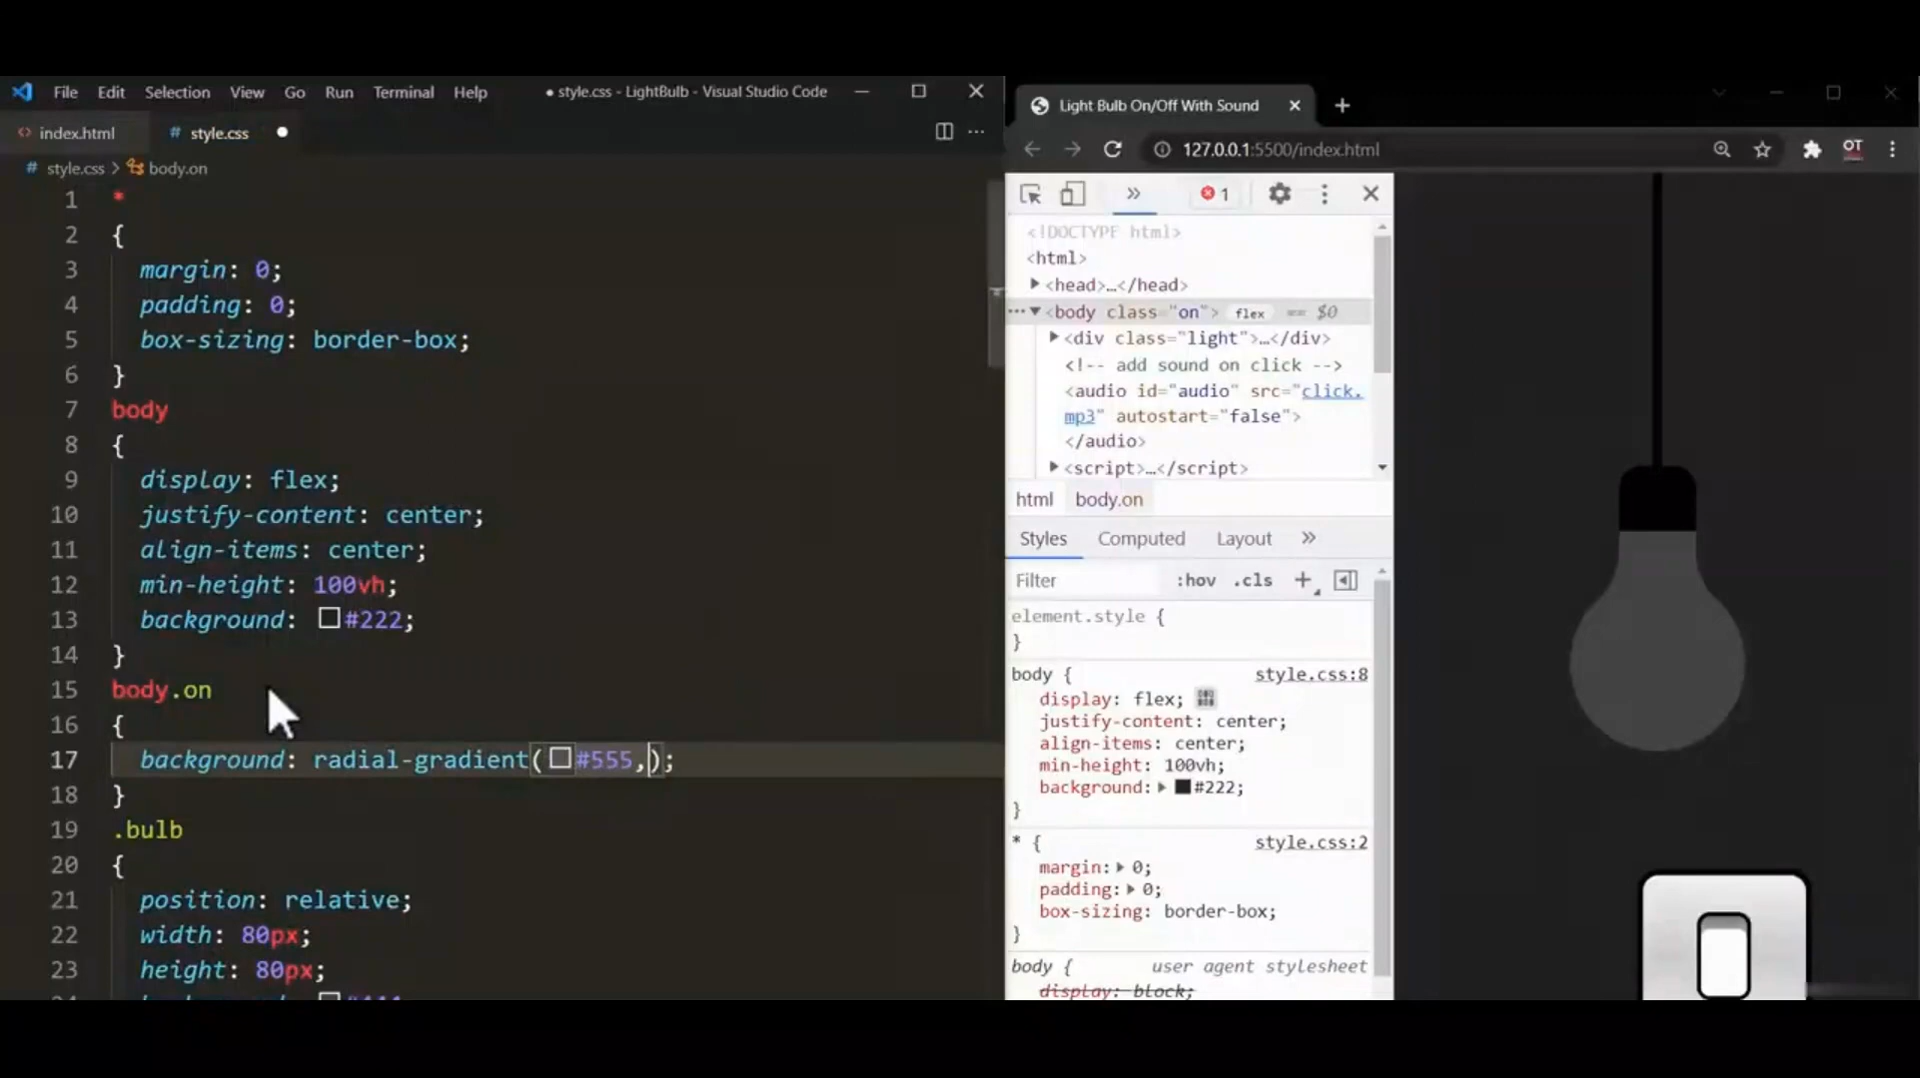 File Edit Selection View Go Run Terminal Help ● style.css - LightBulb - Visual Studio Code
index.html # style.css
# style.css > body.on
1 *
2 {
3 margin: 0;
4 padding: 0;
5 box-sizing: border-box;
6 }
7 body
8 {
9 display: flex;
10 justify-content: center;
11 align-items: center;
12 min-height: 100vh;
13 background: #222;
14 }
15 body.on
16 {
17 background: radial-gradient(#555,);
18 }
19 .bulb
20 {
21 position: relative;
22 width: 80px;
23 height: 80px;
Light Bulb On/Off With Sound
127.0.0.1:5500/index.html
OT
1
<!DOCTYPE html>
<html>
<head>…</head>
<body class="on"> flex == $0
<div class="light">…</div>
<!-- add sound on click -->
<audio id="audio" src="click.
mp3" autostart="false">
</audio>
<script>…</script>
html body.on
Styles Computed Layout »
Filter :hov .cls +
element.style {
}
body { style.css:8
display: flex;
justify-content: center;
align-items: center;
min-height: 100vh;
background: #222;
}
* { style.css:2
margin: 0;
padding: 0;
box-sizing: border-box;
}
body { user agent stylesheet
display: block;